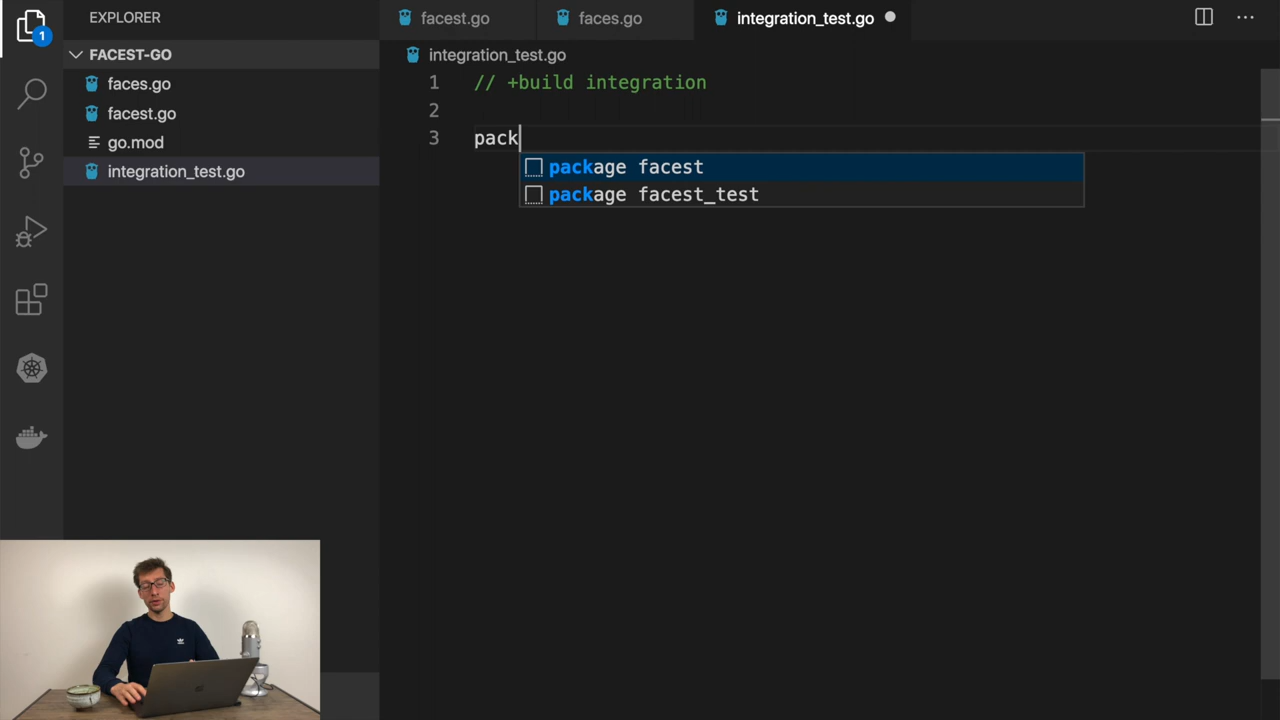 EXPLORER
facest.go
faces.go
integration_test.go
1
FACEST-GO
faces.go
facest.go
go.mod
integration_test.go
integration_test.go
1 // +build integration
2
3 pack
package facest
package facest_test